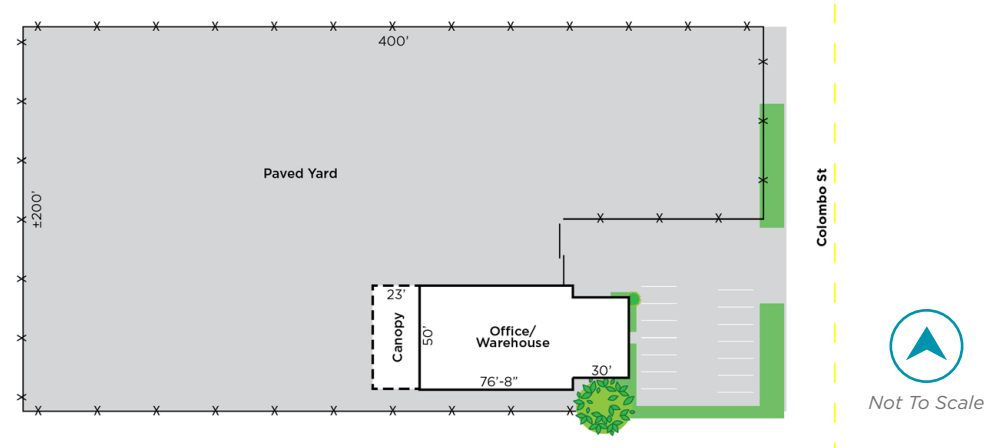 400’
Paved Yard
±200’
Colombo St
23’
Canopy
50’
Office/
Warehouse
76’-8”
30’
Not To Scale